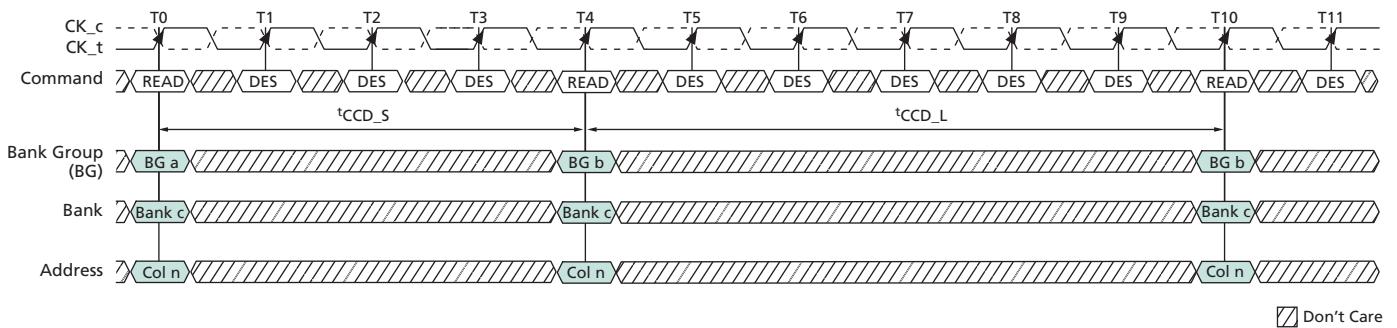 T0 T1 T2 T3 T4 T5 T6 T7 T8 T9 T10 T11
CK_c
CK_t
Command READ DES DES DES READ DES DES DES DES DES READ DES
tCCD_S tCCD_L
Bank Group
(BG)
BG a BG b BG b
Bank Bank c Bank c Bank c
Address Col n Col n Col n
Don't Care